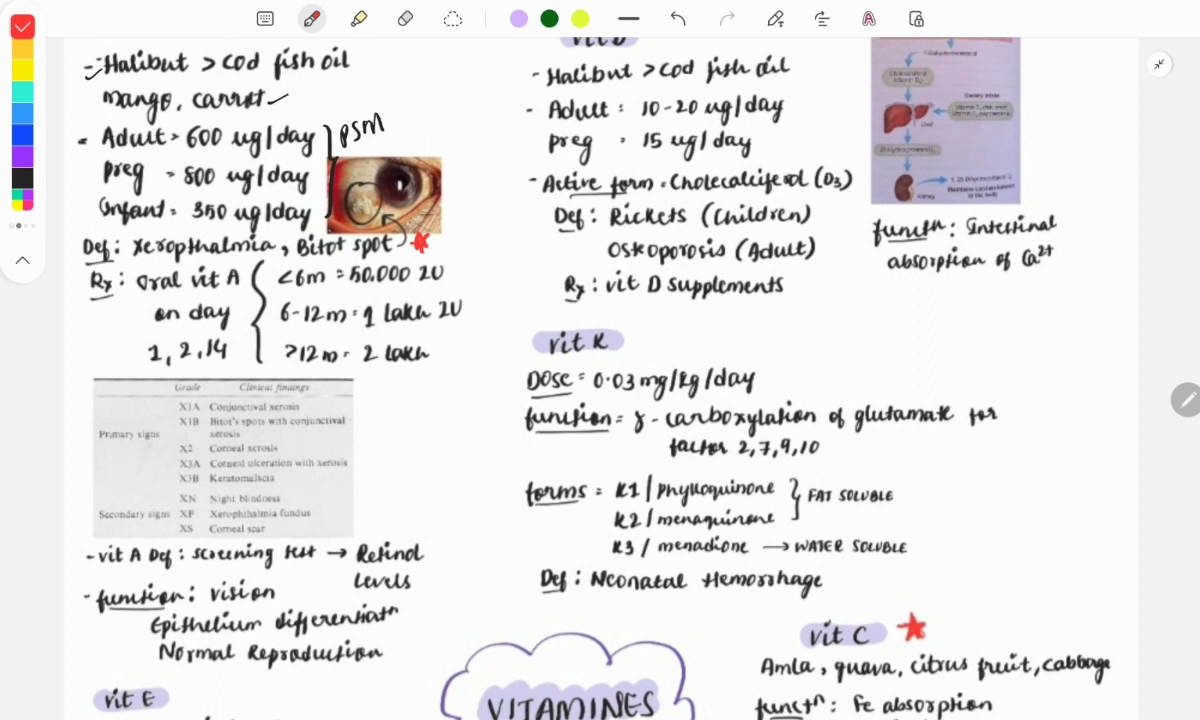 -Halibut > cod fish oil
mango, carrot
- Adult > 600 ug/day
preg - 800 ug/day
Infant = 350 ug/day
PSM
Def: Xeropthalmia, Bitot spot
Rx: Oral vit A
on day
1, 2, 14
<6m = 50,000 IU
6-12m = 1 Lakh IU
>12m = 2 lakh
Grade Clinical findings
Primary signs
X1A Conjunctival xerosis
X1B Bitot's spots with conjunctival
xerosis
X2 Corneal xerosis
X3A Corneal ulceration with xerosis
X3B Keratomalacia
Secondary signs
XN Night blindness
XF Xerophthalmia fundus
XS Corneal scar
-vit A Def: screening test → Retinol
levels
- function: vision
Epithelium differentiatn
Normal Reproduction
vit E
vit D
- Halibut > cod fish oil
- Adult : 10-20 ug/day
preg : 15 ug/day
- Active form = Cholecalciferol (D3)
Def: Rickets (Children)
Osteoporosis (Adult)
Rx : vit D supplements
Liver
Kidney
functn: Intestinal
absorption of Ca2+
vit K
Dose = 0.03 mg/kg/day
function = γ - carboxylation of glutamate for
factor 2,7,9,10
forms = K1 / phylloquinone
K2 / menaquinone
FAT SOLUBLE
K3 / menadione → WATER SOLUBLE
Def: Neonatal Hemorrhage
VITAMINES
vit C
Amla, guava, citrus fruit, cabbage
functn: Fe absorption